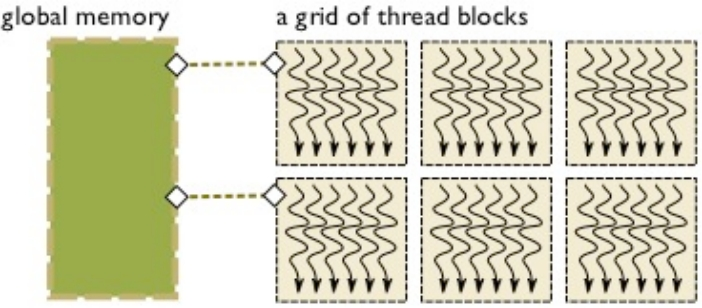 global memory
a grid of thread blocks